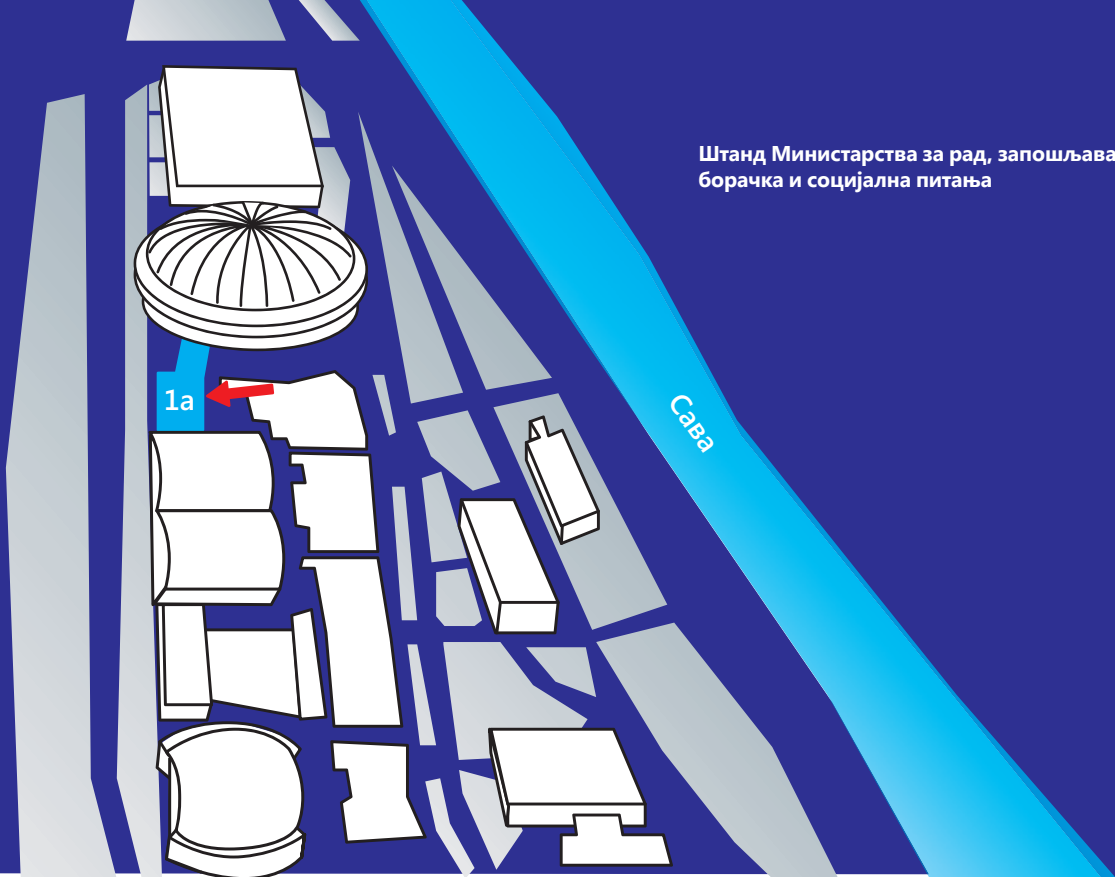 Штанд Министарства за рад, запошљава
борачка и социјална питања
1а
Сава